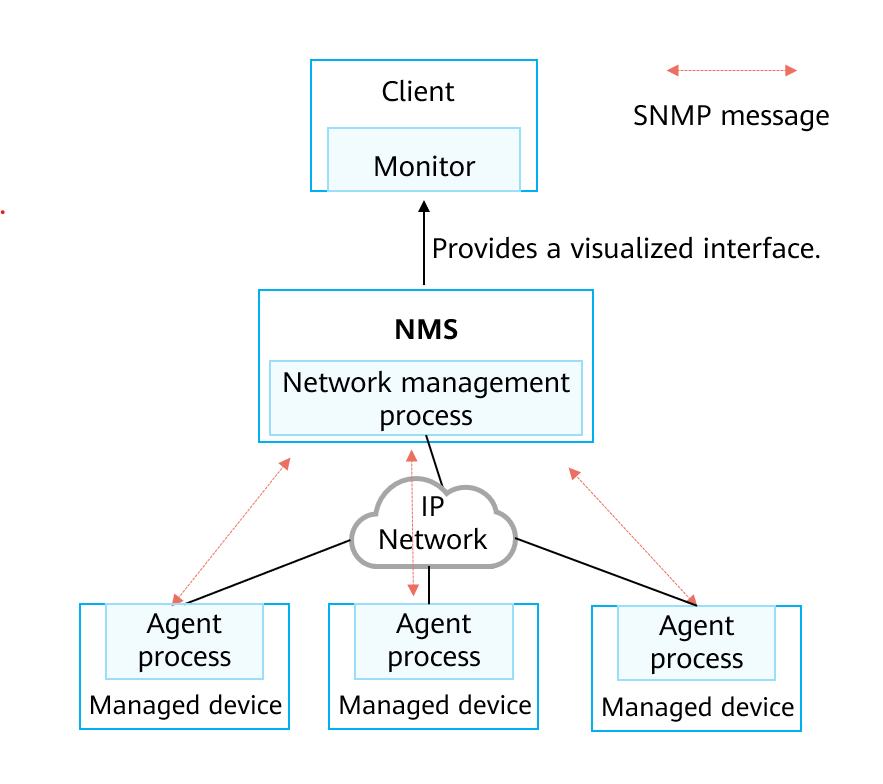 Client
Monitor
SNMP message
Provides a visualized interface.
NMS
Network management
process
IP
Network
Agent
process
Managed device
Agent
process
Managed device
Agent
process
Managed device